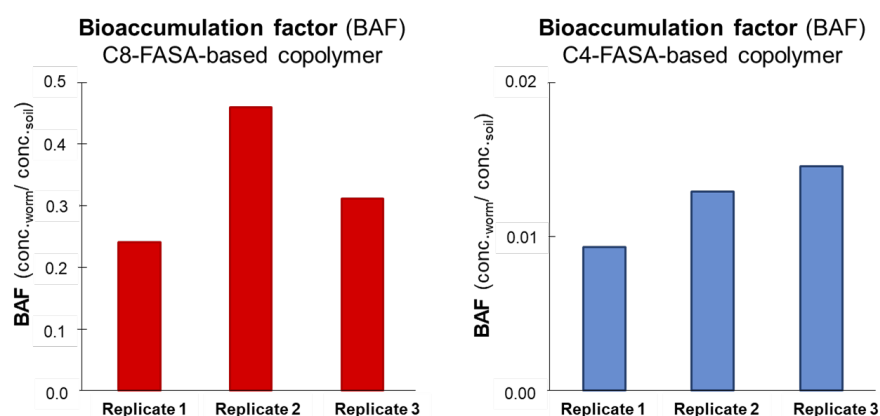 Bioaccumulation factor (BAF)
C8-FASA-based copolymer
BAF (conc.worm/ conc.soil)
0.5
0.4
0.3
0.2
0.1
0.0
Replicate 1 Replicate 2 Replicate 3
Bioaccumulation factor (BAF)
C4-FASA-based copolymer
BAF (conc.worm/ conc.soil)
0.02
0.01
0.00
Replicate 1 Replicate 2 Replicate 3